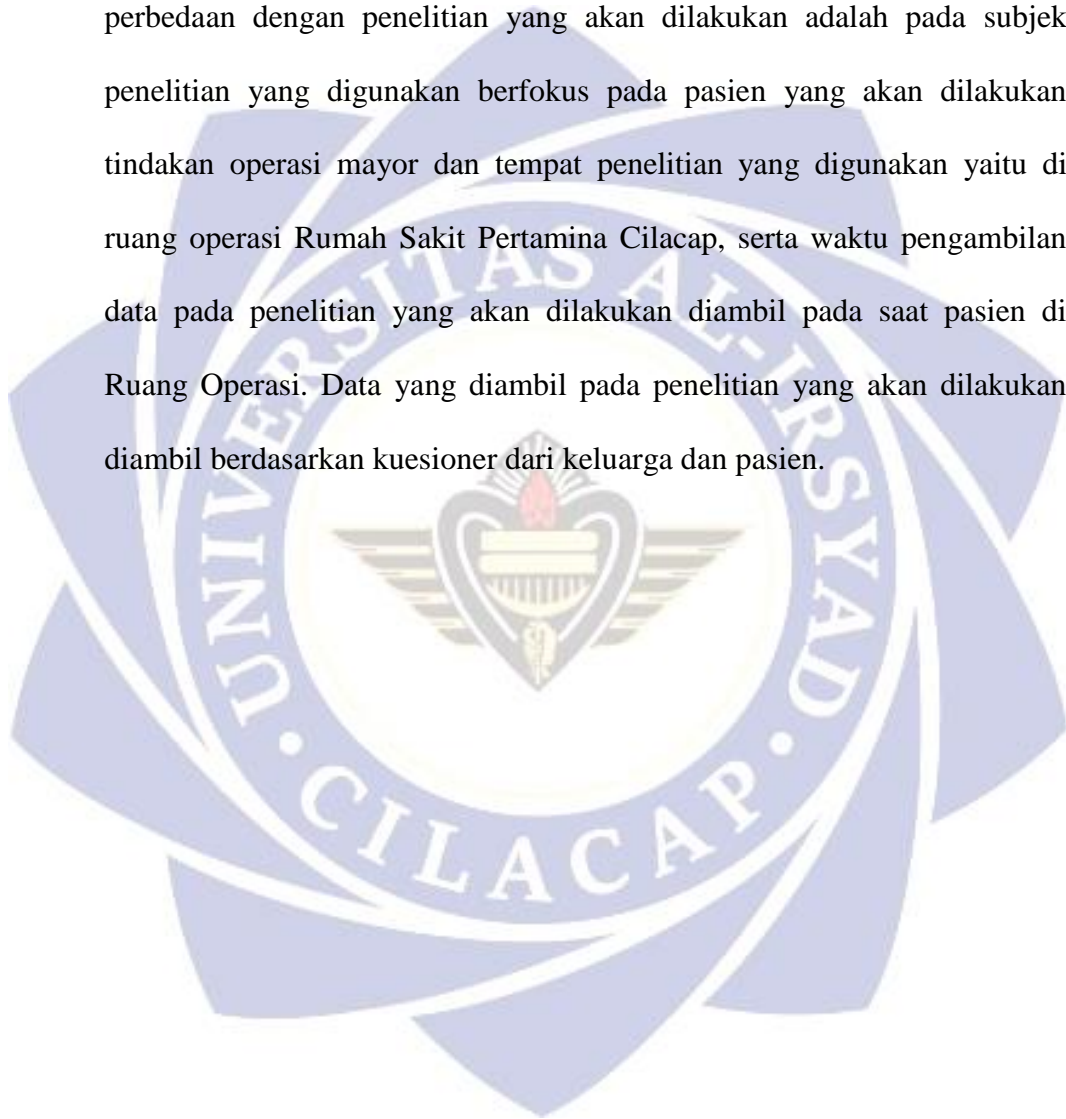 perbedaan dengan penelitian yang akan dilakukan adalah pada subjek
penelitian yang digunakan berfokus pada pasien yang akan dilakukan
tindakan operasi mayor dan tempat penelitian yang digunakan yaitu di
ruang operasi Rumah Sakit Pertamina Cilacap, serta waktu pengambilan
data pada penelitian yang akan dilakukan diambil pada saat pasien di
Ruang Operasi. Data yang diambil pada penelitian yang akan dilakukan
diambil berdasarkan kuesioner dari keluarga dan pasien.
UNIVERSITAS AL-IRSYAD
• CILACAP •